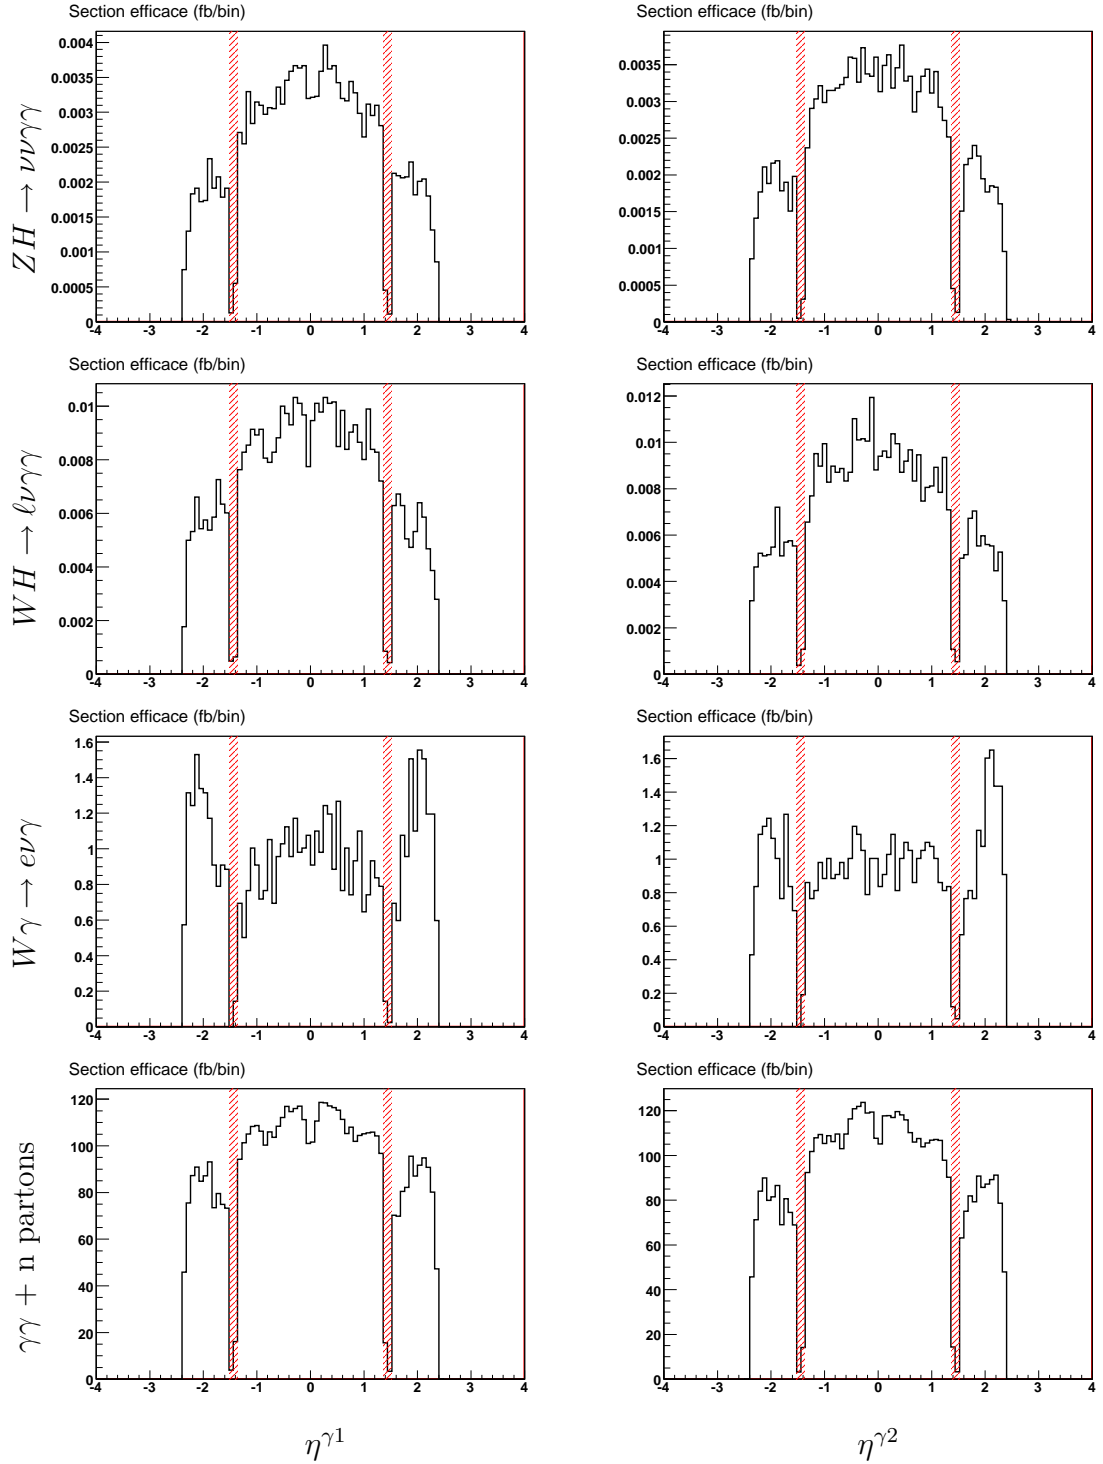 Section efficace (fb/bin)
Section efficace (fb/bin)
ZH → ννγγ
0.004
0.0035
0.003
0.0025
0.002
0.0015
0.001
0.0005
0
-4 -3 -2 -1 0 1 2 3 4
0.0035
0.003
0.0025
0.002
0.0015
0.001
0.0005
0
-4 -3 -2 -1 0 1 2 3 4
Section efficace (fb/bin)
Section efficace (fb/bin)
WH → ℓνγγ
0.01
0.008
0.006
0.004
0.002
0
-4 -3 -2 -1 0 1 2 3 4
0.012
0.01
0.008
0.006
0.004
0.002
0
-4 -3 -2 -1 0 1 2 3 4
Section efficace (fb/bin)
Section efficace (fb/bin)
Wγ → eνγ
1.6
1.4
1.2
1
0.8
0.6
0.4
0.2
0
-4 -3 -2 -1 0 1 2 3 4
1.6
1.4
1.2
1
0.8
0.6
0.4
0.2
0
-4 -3 -2 -1 0 1 2 3 4
Section efficace (fb/bin)
Section efficace (fb/bin)
γγ + n partons
120
100
80
60
40
20
0
-4 -3 -2 -1 0 1 2 3 4
120
100
80
60
40
20
0
-4 -3 -2 -1 0 1 2 3 4
η^γ1
η^γ2